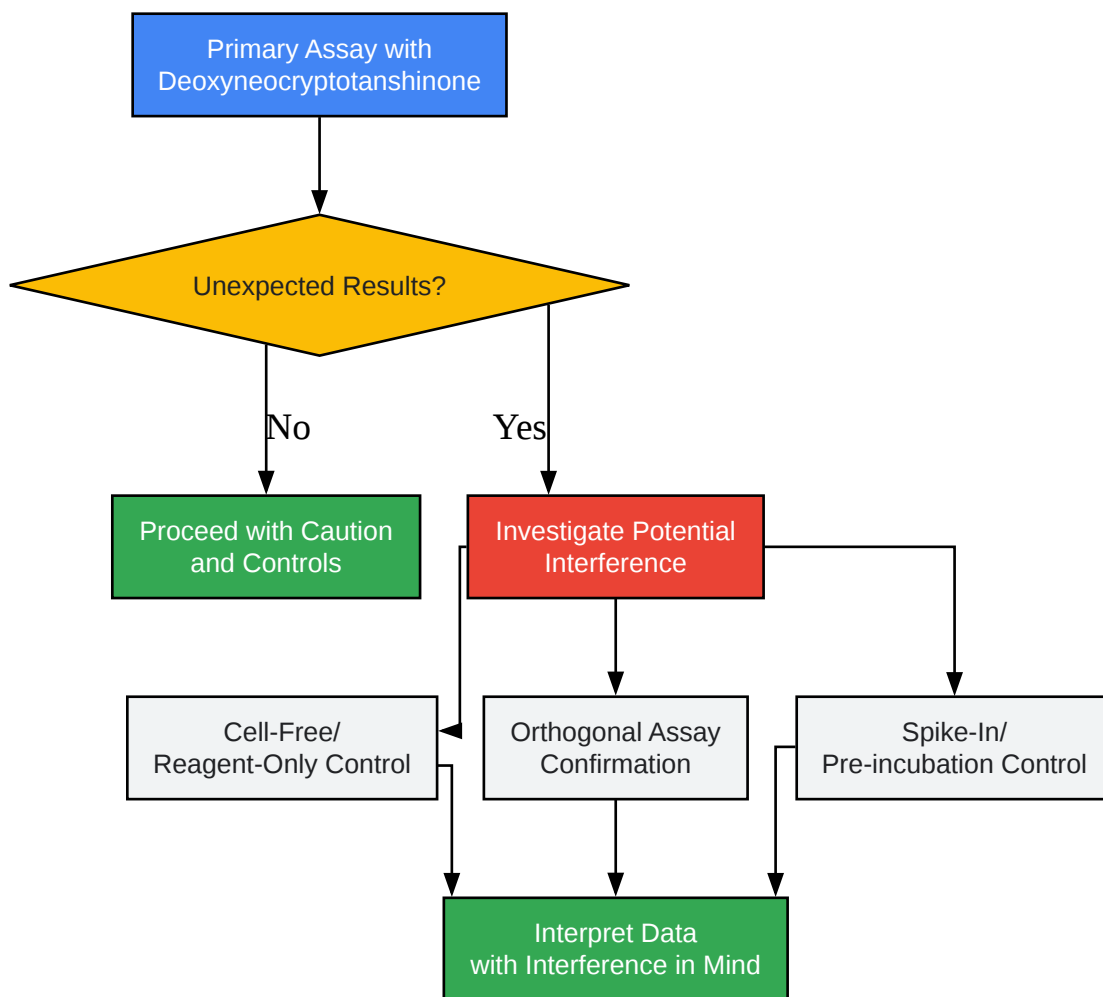 Primary Assay with
Deoxyneocryptotanshinone
Unexpected Results?
No
Yes
Proceed with Caution
and Controls
Investigate Potential
Interference
Cell-Free/
Reagent-Only Control
Orthogonal Assay
Confirmation
Spike-In/
Pre-incubation Control
Interpret Data
with Interference in Mind